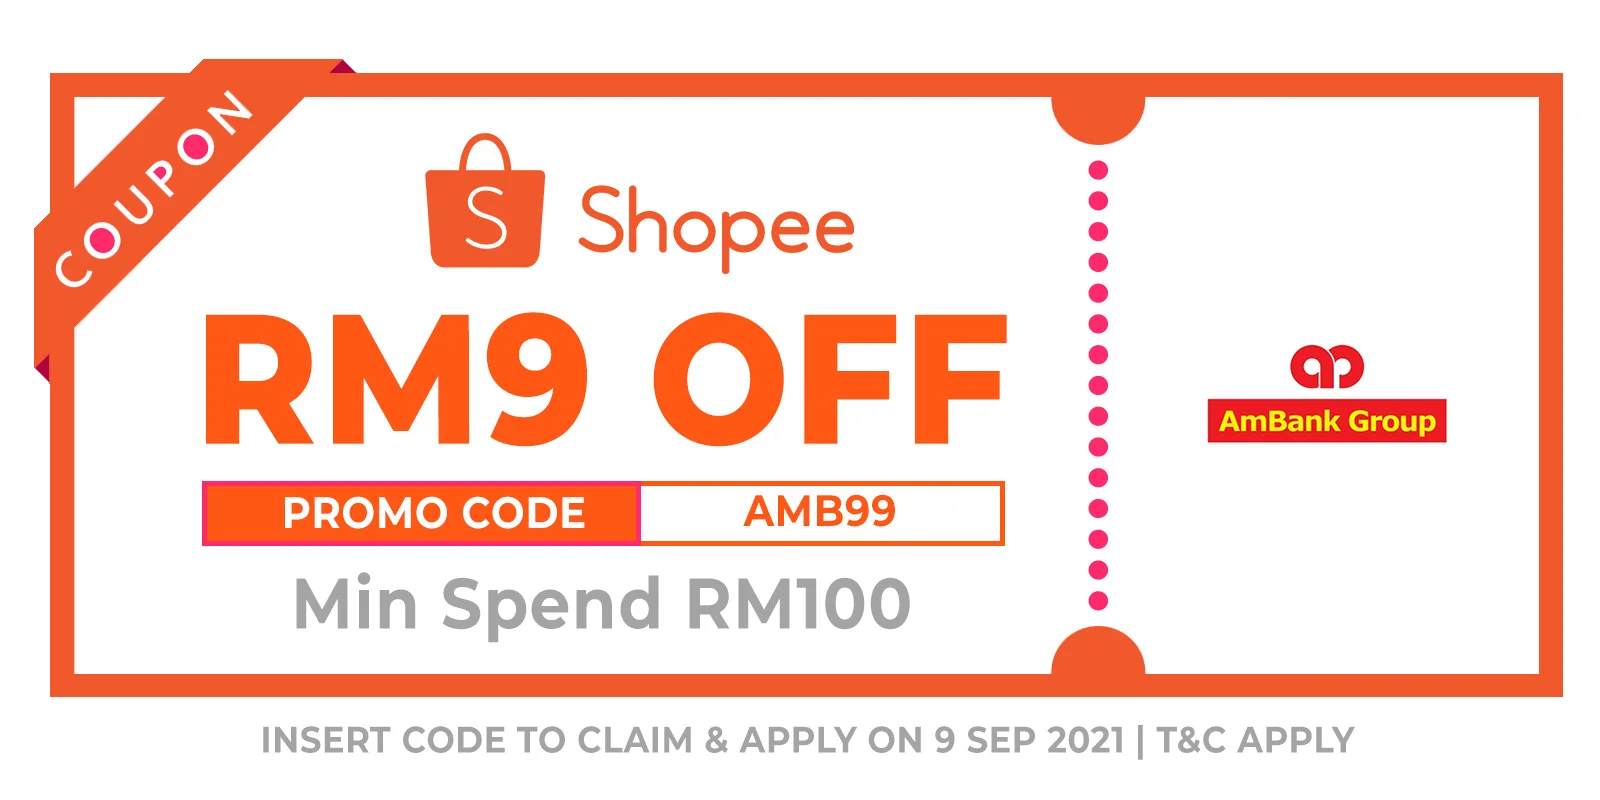 COUPON
S Shopee
RM9 OFF
PROMO CODE AMB99
Min Spend RM100
AmBank Group
INSERT CODE TO CLAIM & APPLY ON 9 SEP 2021 | T&C APPLY